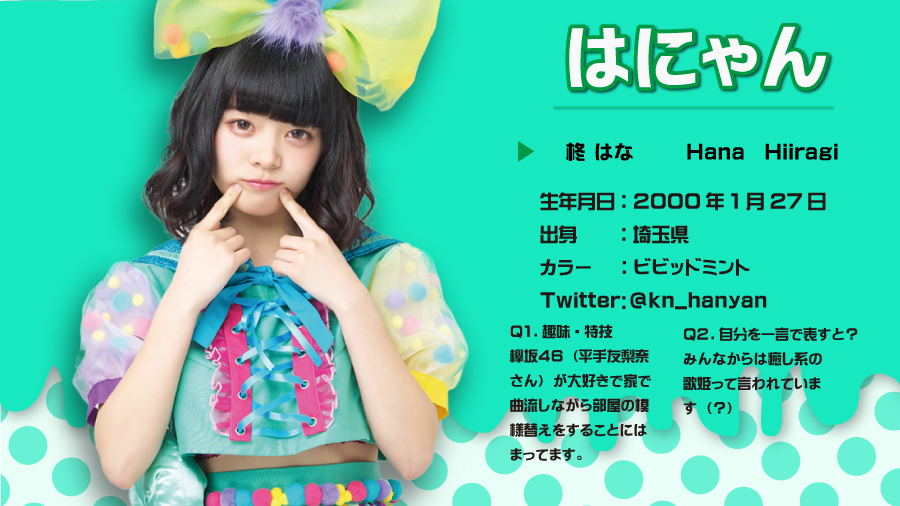 はにゃん
柊 はな Hana Hiiragi
生年月日：2000年1月27日
出身 ：埼玉県
カラー ：ビビッドミント
Twitter:@kn_hanyan
Q1. 趣味・特技
欅坂46（平手友梨奈
さん）が大好きで家で
曲流しながら部屋の模
様替えをすることには
まってます。
Q2. 自分を一言で表すと？
みんなからは癒し系の
歌姫って言われていま
す（？）